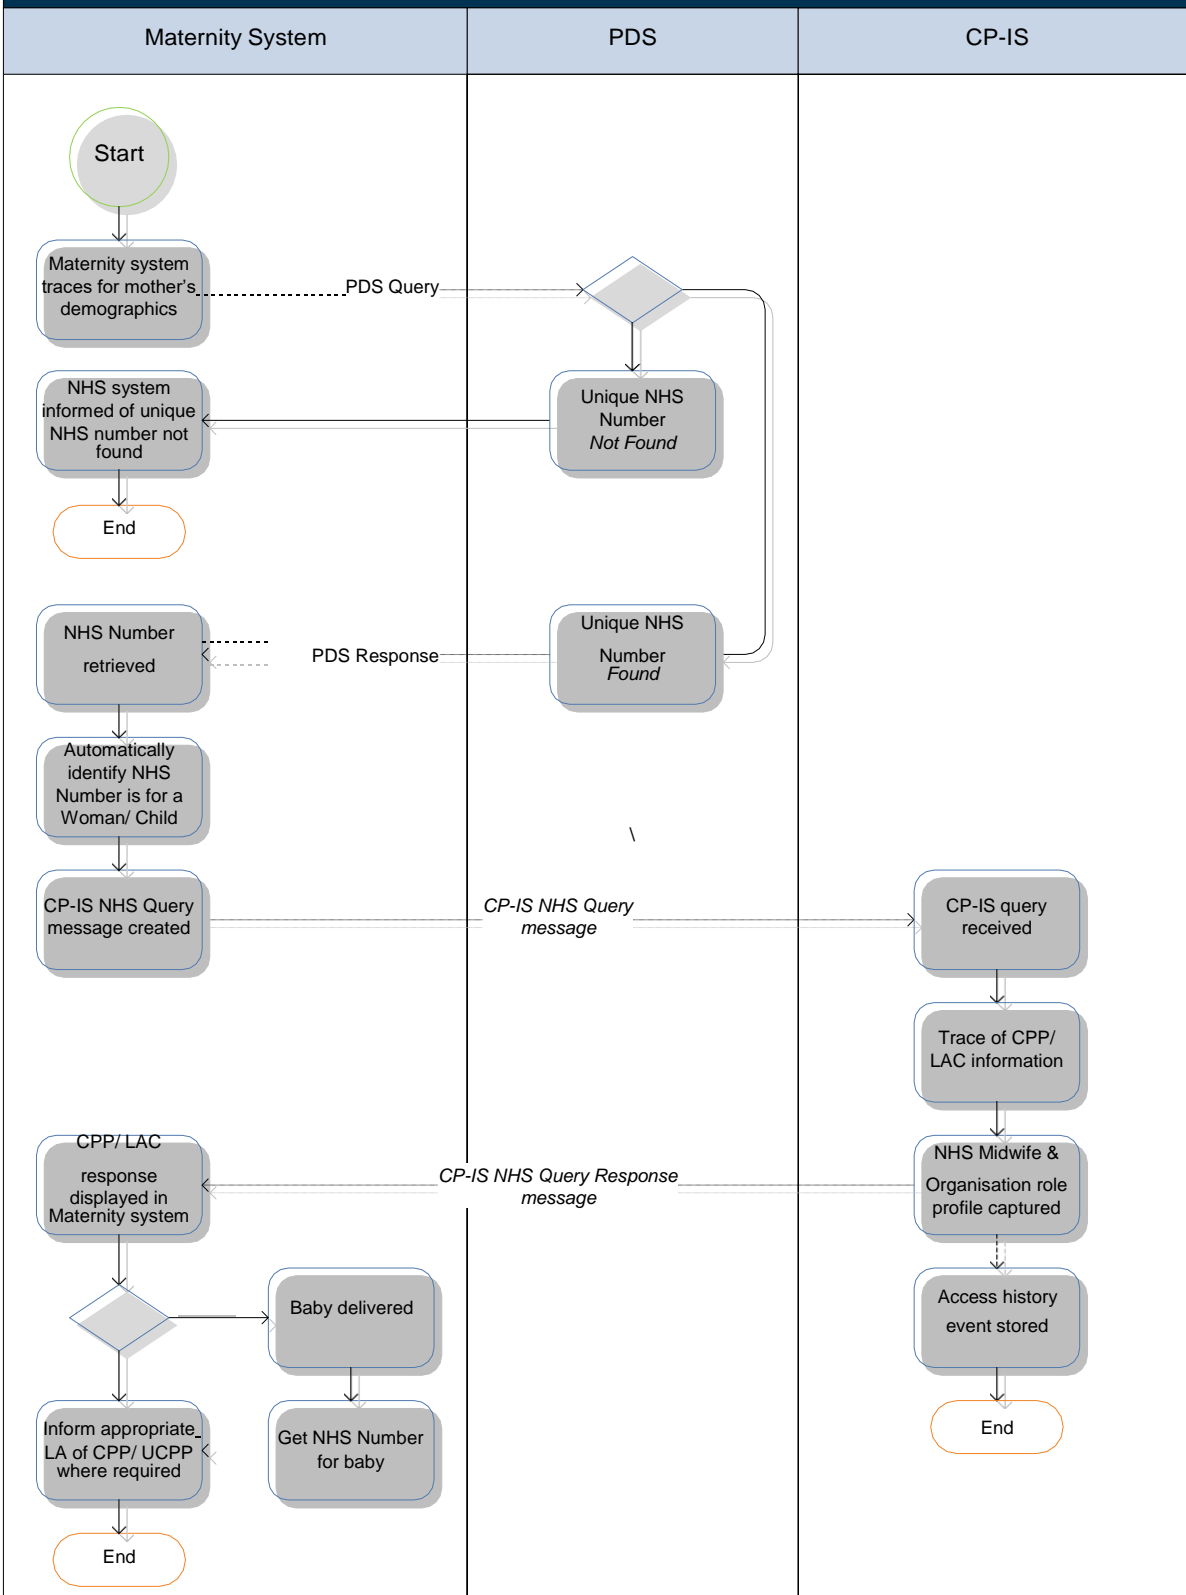 Maternity System
PDS
CP-IS
Start
Maternity system
traces for mother's
demographics
PDS Query
NHS system
informed of unique
NHS number not
found
Unique NHS
Number
Not Found
End
NHS Number
retrieved
PDS Response
Unique NHS
Number
Found
Automatically
identify NHS
Number is for a
Woman/ Child
\
CP-IS NHS Query
message created
CP-IS NHS Query
message
CP-IS query
received
Trace of CPP/
LAC information
CPP/ LAC
response
displayed in
Maternity system
CP-IS NHS Query Response
message
NHS Midwife &
Organisation role
profile captured
Baby delivered
Access history
event stored
Inform appropriate
LA of CPP/ UCPP
where required
Get NHS Number
for baby
End
End